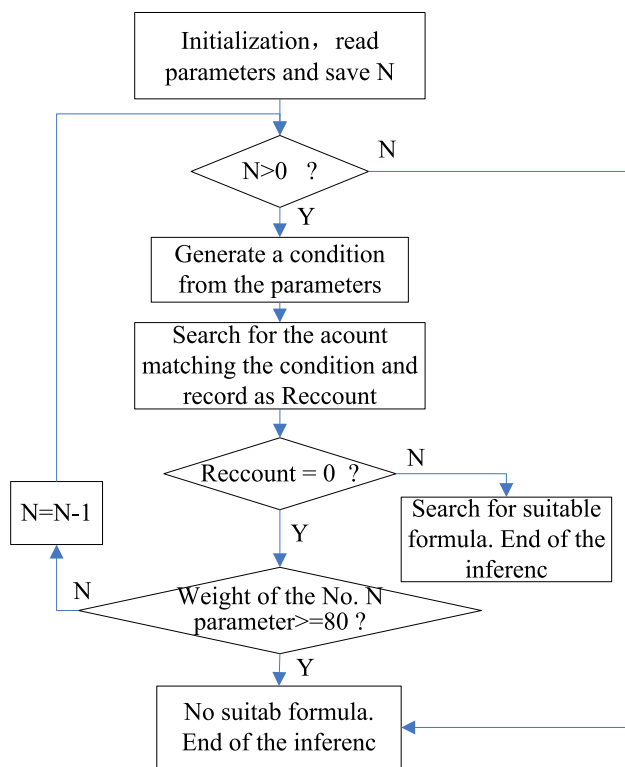 Initialization，read
parameters and save N
N
N>0 ?
Y
Generate a condition
from the parameters
Search for the acount
matching the condition and
record as Reccount
N
Reccount = 0 ?
N=N-1
Search for suitable
formula. End of the
inferenc
Y
N
Weight of the No. N
parameter>=80 ?
Y
No suitab formula.
End of the inferenc